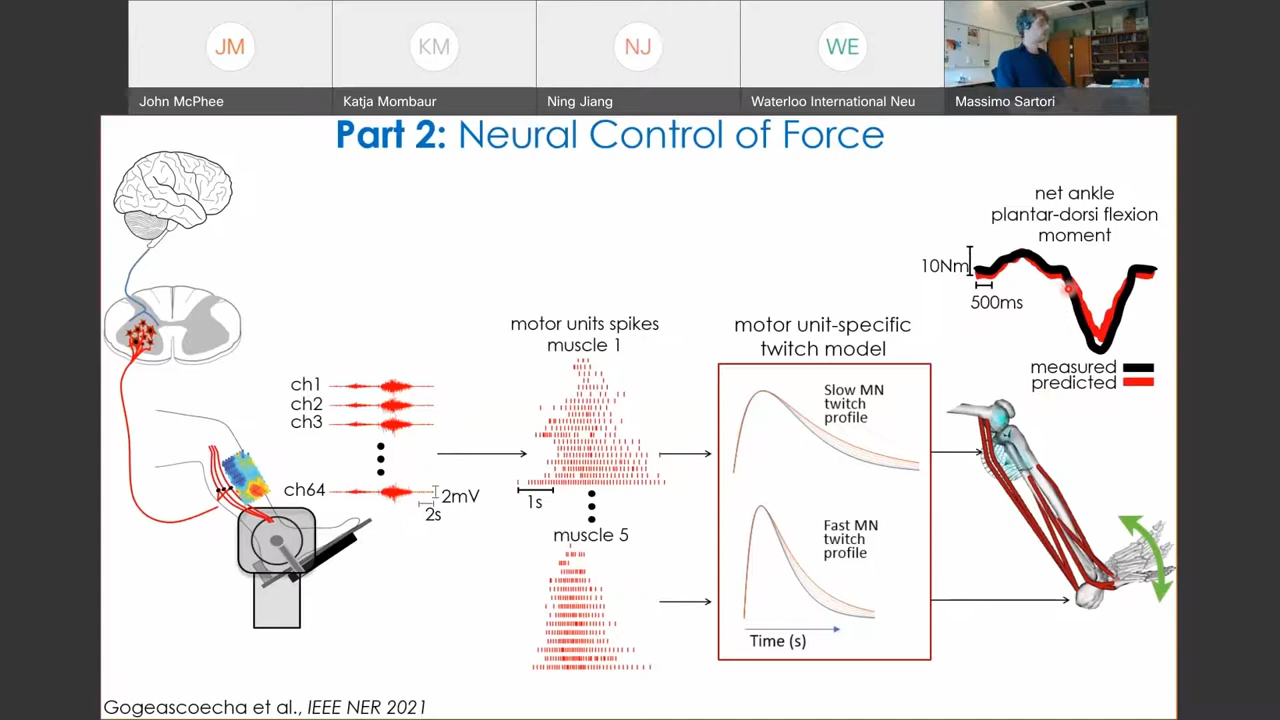 JM
KM
NJ
WE
John McPhee
Katja Mombaur
Ning Jiang
Waterloo International Neu
Massimo Sartori
Part 2: Neural Control of Force
net ankle
plantar-dorsi flexion
moment
10Nm
500ms
measured
predicted
motor units spikes
muscle 1
motor unit-specific
twitch model
ch1
ch2
ch3
ch64
2mV
2s
1s
muscle 5
Slow MN
twitch
profile
Fast MN
twitch
profile
Time (s)
Gogeascoecha et al., IEEE NER 2021